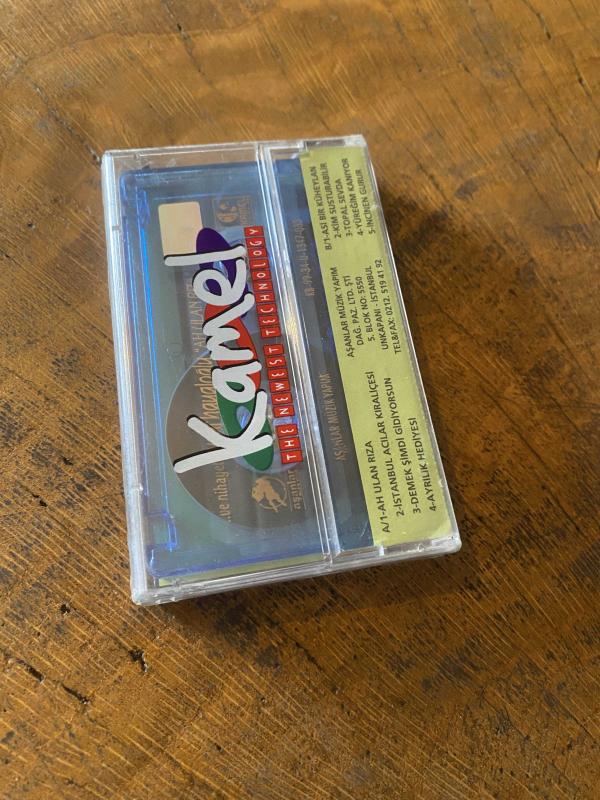 Kamel
THE NEWEST TECHNOLOGY
aşanlar
AŞANLAR MÜZİK YAPIM
A/1-AH ULAN RIZA
2-İSTANBUL ACILAR KIRALİÇESİ
3-DEMEK ŞİMDİ GİDİYORSUN
4-AYRILIK HEDİYESİ
AŞANLAR MÜZİK YAPIM
DAĞ. PAZ. LTD. ŞTİ
5. BLOK NO: 5550
UNKAPANI - İSTANBUL
TEL&FAX: 0212. 519 41 92
B/1-ASİ BİR KÜHEYLAN
2-KİM SUSTURABİLİR
3-TOPAL SEVDA
4-YÜREĞİM KANIYOR
5-İNCİNEN GURUR